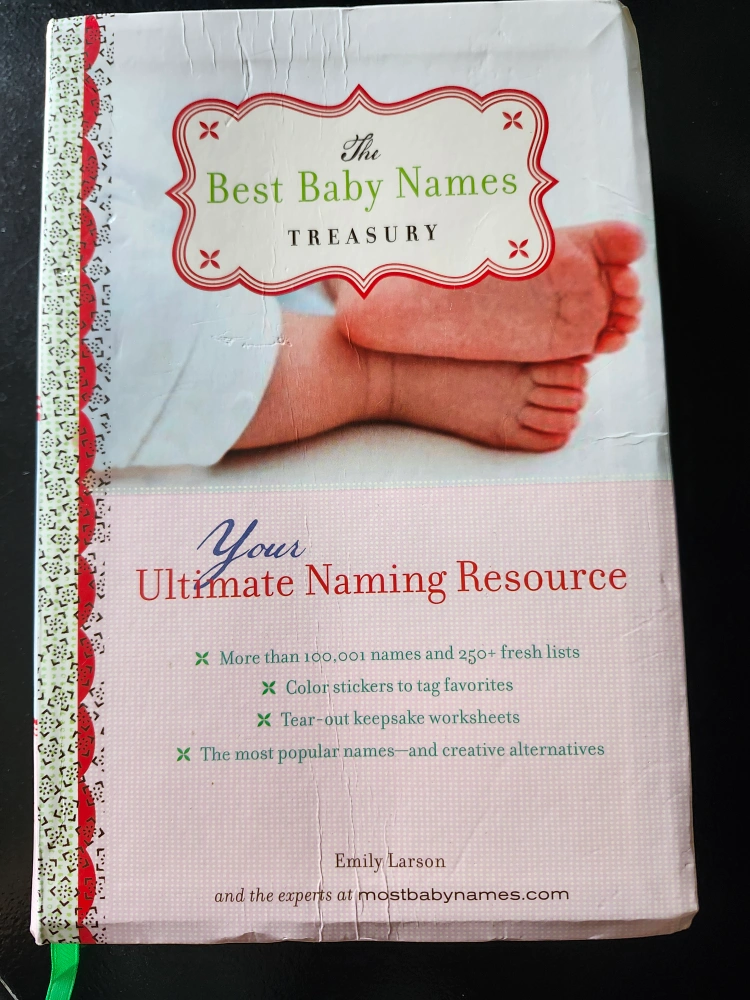 The
Best Baby Names
TREASURY
Your
Ultimate Naming Resource
More than 100,001 names and 250+ fresh lists
Color stickers to tag favorites
Tear-out keepsake worksheets
The most popular names—and creative alternatives
Emily Larson
and the experts at mostbabynames.com